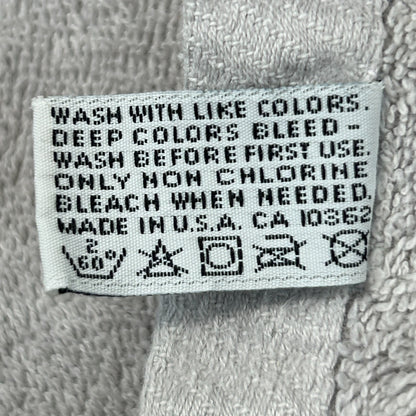 WASH WITH LIKE COLORS.
DEEP COLORS BLEED -
WASH BEFORE FIRST USE.
ONLY NON CHLORINE
BLEACH WHEN NEEDED.
MADE IN U.S.A. CA 10362
2
60°